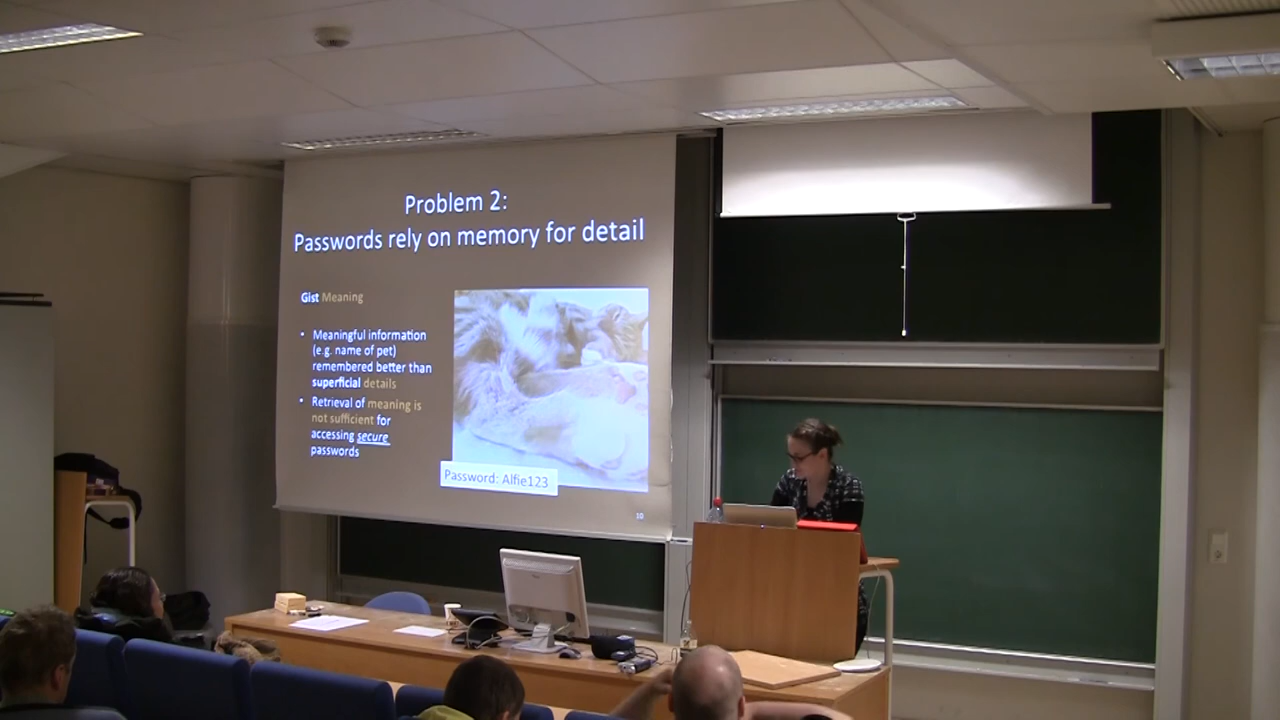 Problem 2:
Passwords rely on memory for detail
Gist Meaning
• Meaningful information
(e.g. name of pet)
remembered better than
superficial details
• Retrieval of meaning is
not sufficient for
accessing secure
passwords
Password: Alfie123
10